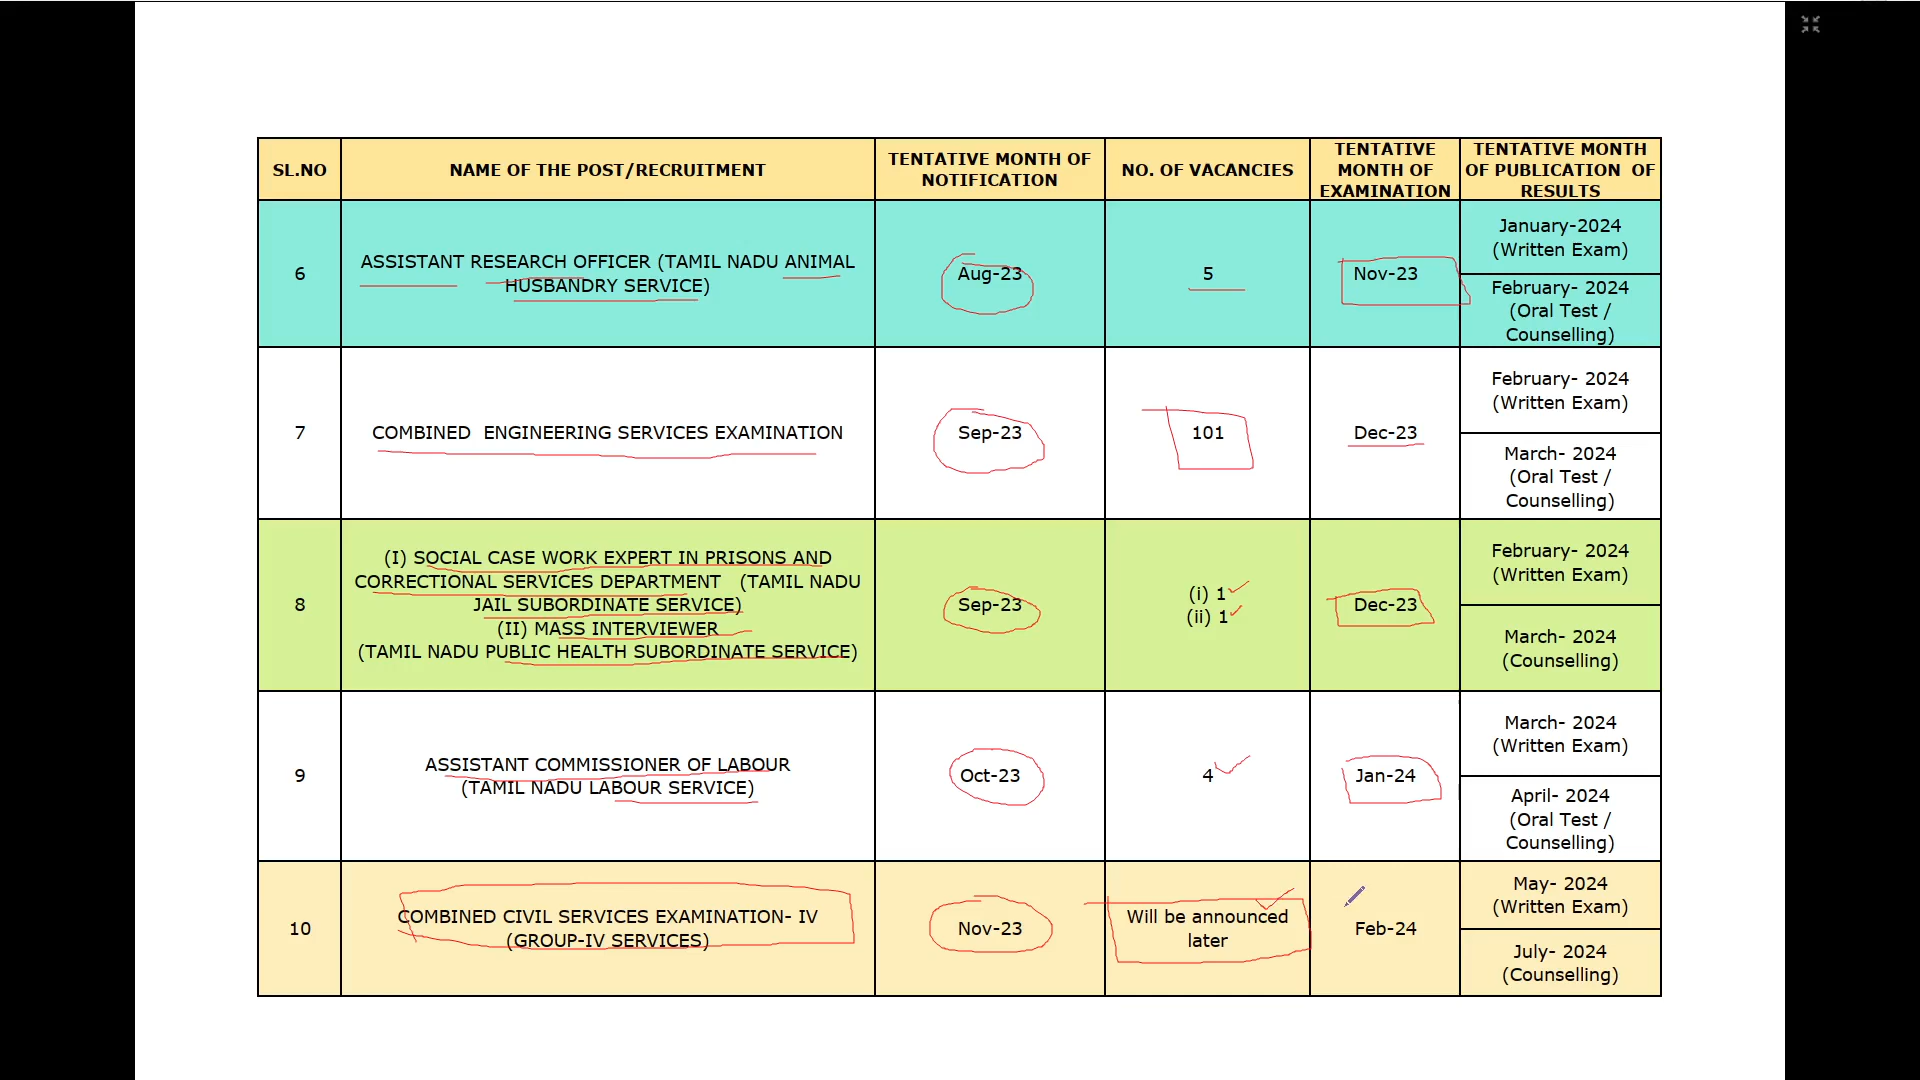 SL.NO
NAME OF THE POST/RECRUITMENT
TENTATIVE MONTH OF
NOTIFICATION
NO. OF VACANCIES
TENTATIVE
MONTH OF
EXAMINATION
TENTATIVE MONTH
OF PUBLICATION OF
RESULTS
6
ASSISTANT RESEARCH OFFICER (TAMIL NADU ANIMAL
HUSBANDRY SERVICE)
Aug-23
5
Nov-23
January-2024
(Written Exam)
February- 2024
(Oral Test /
Counselling)
7
COMBINED ENGINEERING SERVICES EXAMINATION
Sep-23
101
Dec-23
February- 2024
(Written Exam)
March- 2024
(Oral Test /
Counselling)
8
(I) SOCIAL CASE WORK EXPERT IN PRISONS AND
CORRECTIONAL SERVICES DEPARTMENT (TAMIL NADU
JAIL SUBORDINATE SERVICE)
(II) MASS INTERVIEWER
(TAMIL NADU PUBLIC HEALTH SUBORDINATE SERVICE)
Sep-23
(i) 1
(ii) 1
Dec-23
February- 2024
(Written Exam)
March- 2024
(Counselling)
9
ASSISTANT COMMISSIONER OF LABOUR
(TAMIL NADU LABOUR SERVICE)
Oct-23
4
Jan-24
March- 2024
(Written Exam)
April- 2024
(Oral Test /
Counselling)
10
COMBINED CIVIL SERVICES EXAMINATION- IV
(GROUP-IV SERVICES)
Nov-23
Will be announced
later
Feb-24
May- 2024
(Written Exam)
July- 2024
(Counselling)